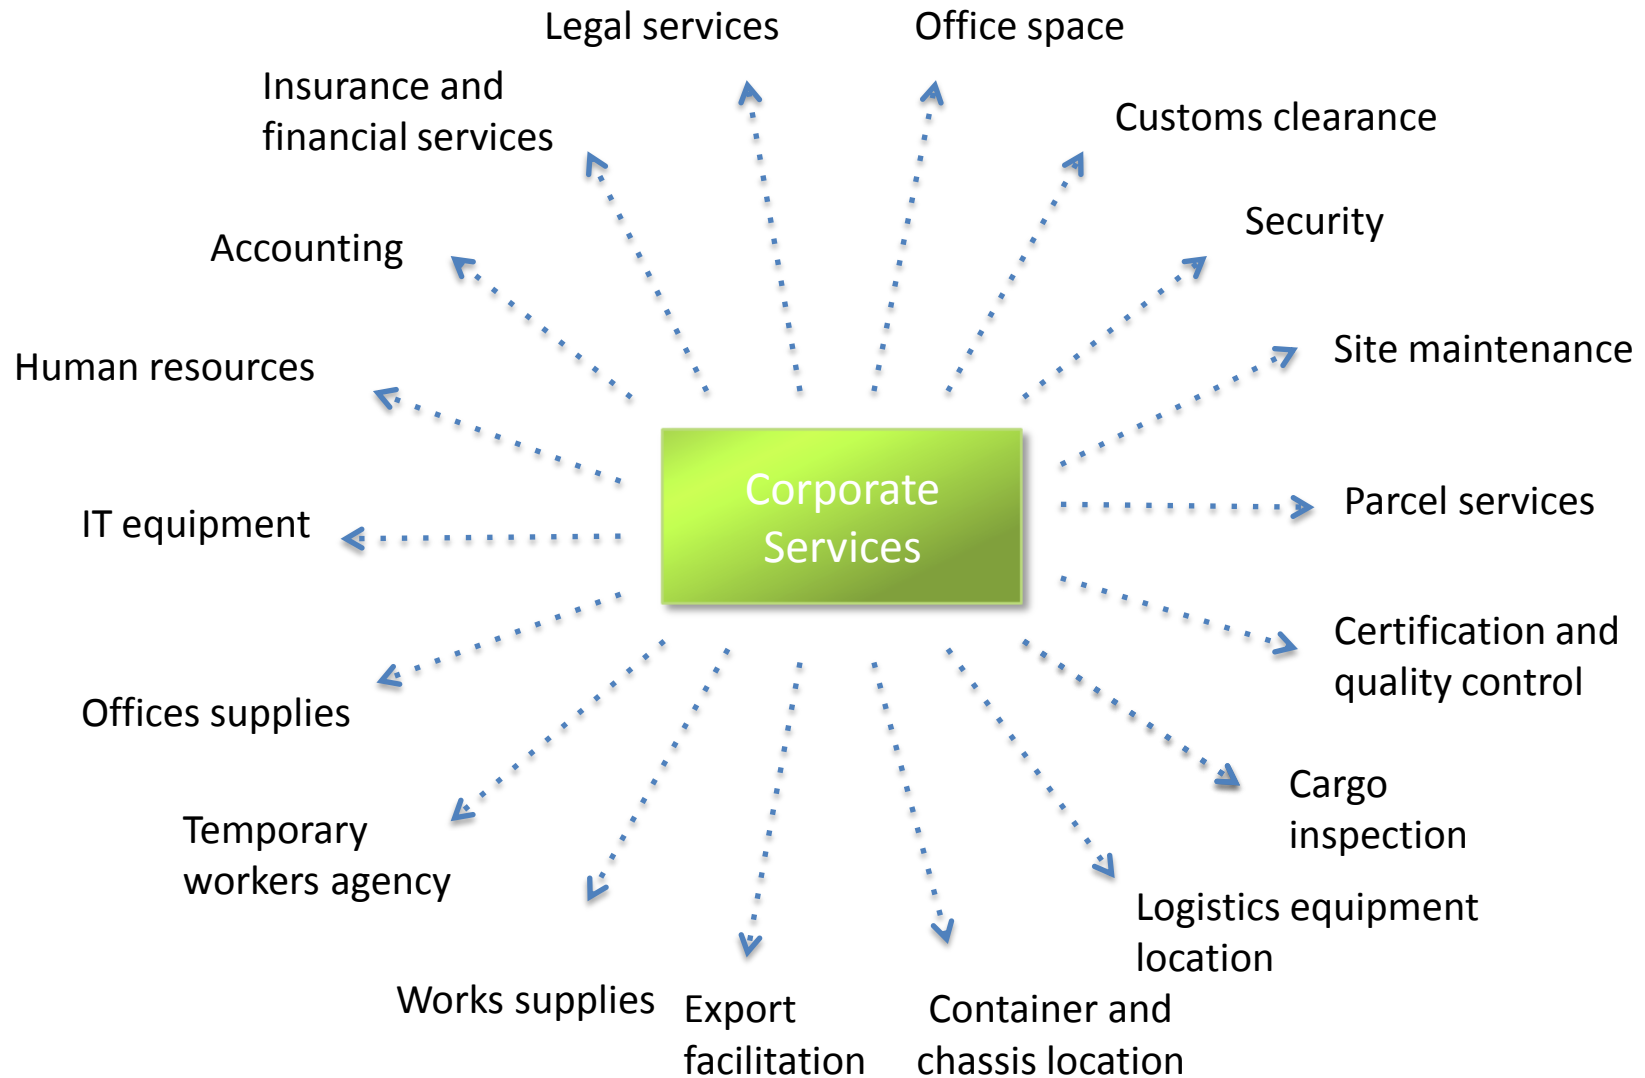 Legal services
Office space
Insurance and
financial services
Customs clearance
Security
Accounting
Site maintenance
Human resources
Corporate
Services
Parcel services
IT equipment
Certification and
quality control
Offices supplies
Cargo
inspection
Temporary
workers agency
Logistics equipment
location
Works supplies
Export
facilitation
Container and
chassis location